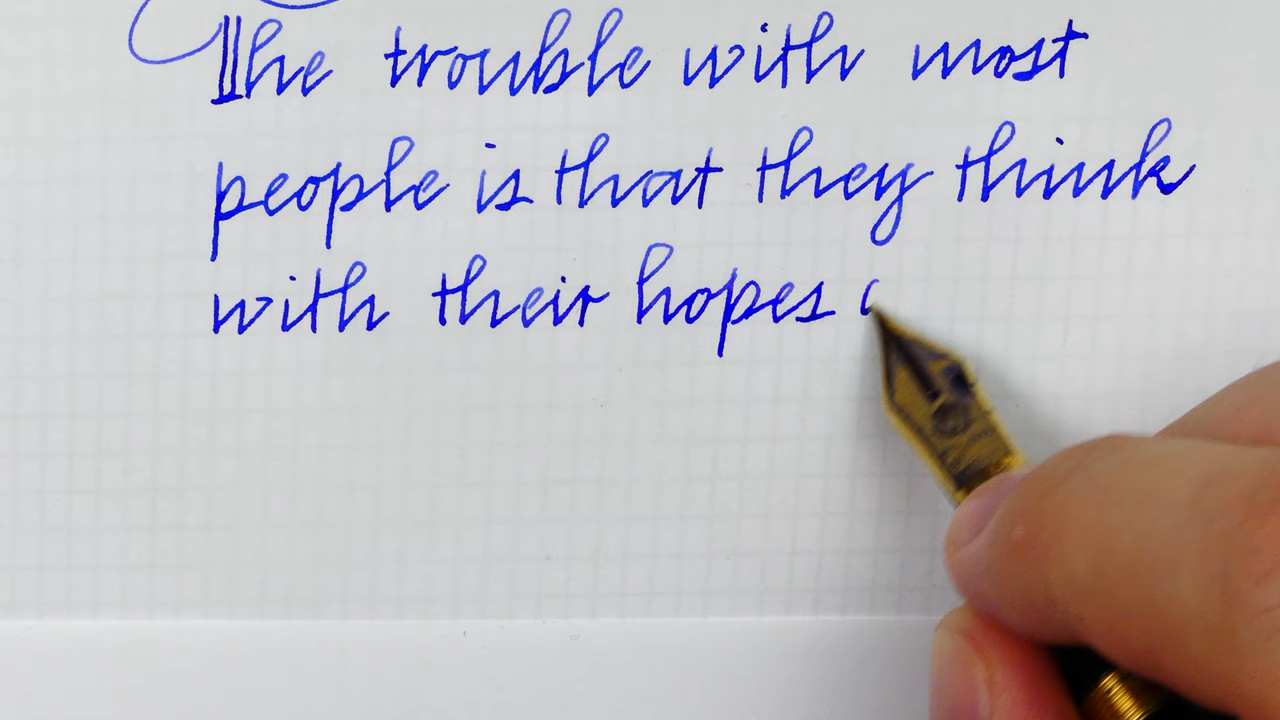 The trouble with most
people is that they think
with their hopes